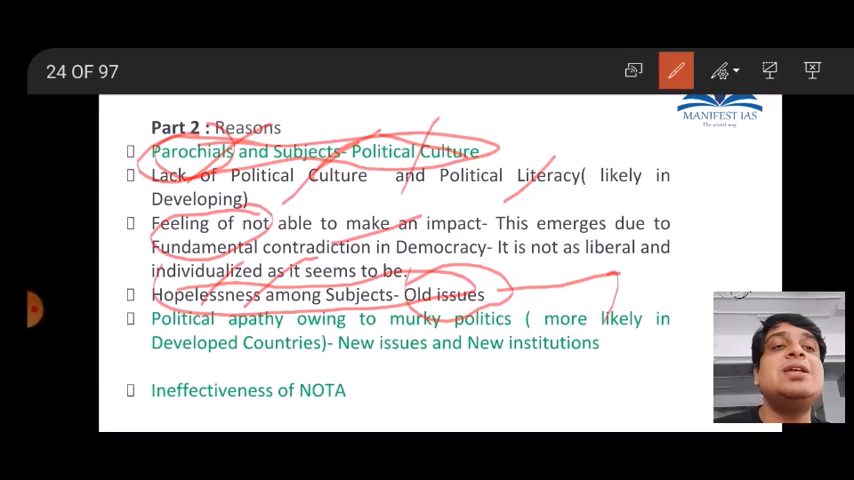 24 OF 97
MANIFEST IAS
The smart way
Part 2 : Reasons
Parochials and Subjects- Political Culture
Lack of Political Culture and Political Literacy( likely in
Developing)
Feeling of not able to make an impact- This emerges due to
Fundamental contradiction in Democracy- It is not as liberal and
individualized as it seems to be.
Hopelessness among Subjects- Old issues
Political apathy owing to murky politics ( more likely in
Developed Countries)- New issues and New institutions
Ineffectiveness of NOTA